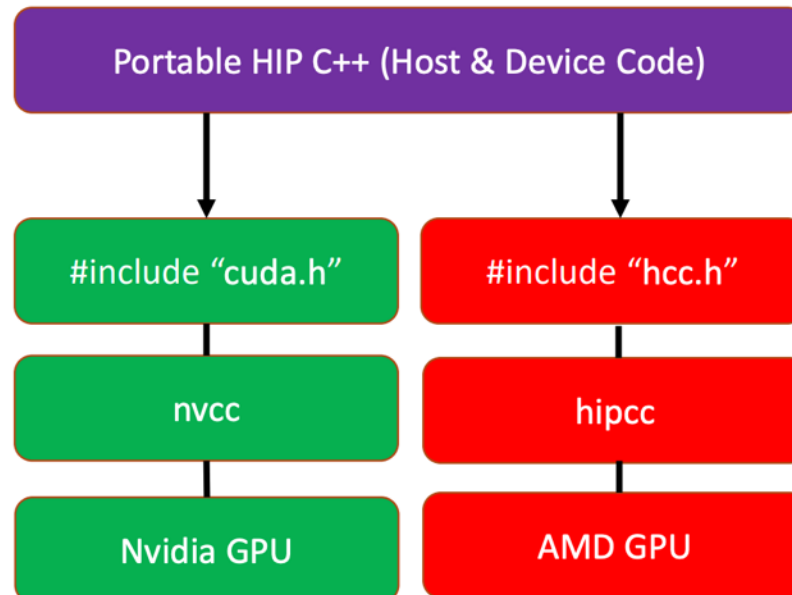 Portable HIP C++ (Host & Device Code)
#include “cuda.h”
#include “hcc.h”
nvcc
hipcc
Nvidia GPU
AMD GPU